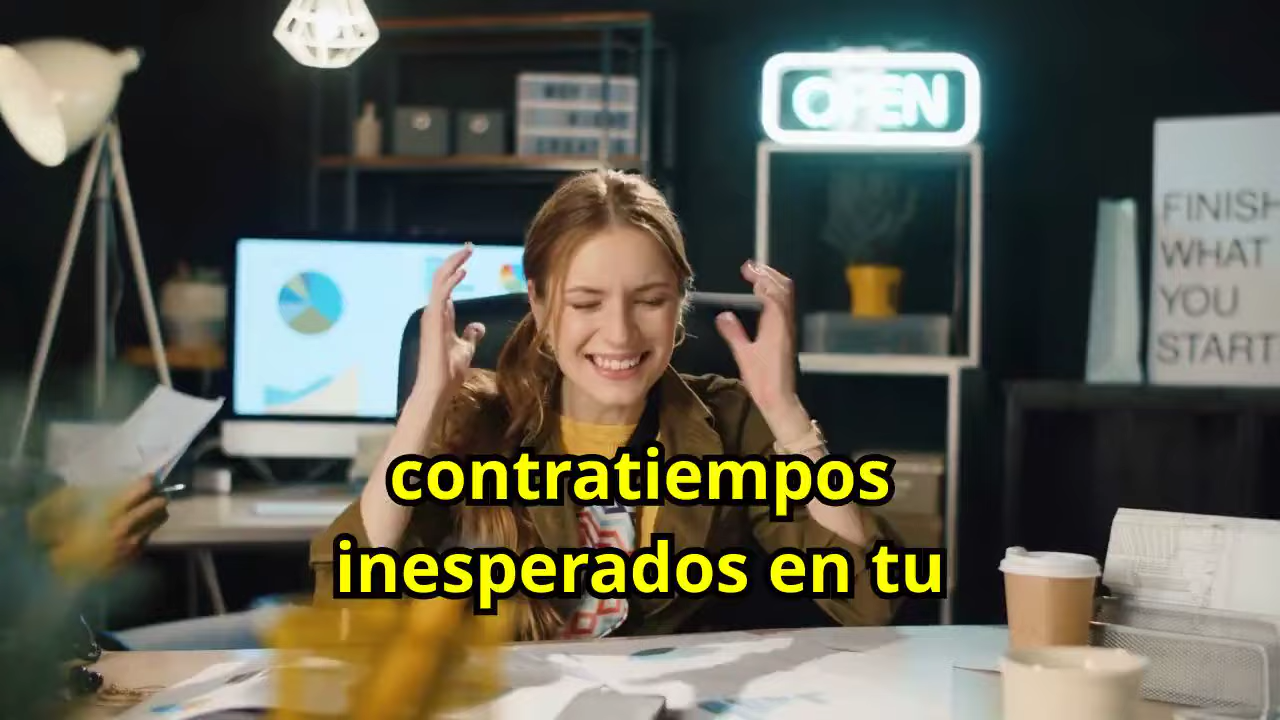 OPEN
FINISH
WHAT
YOU
START
contratiempos
inesperados en tu